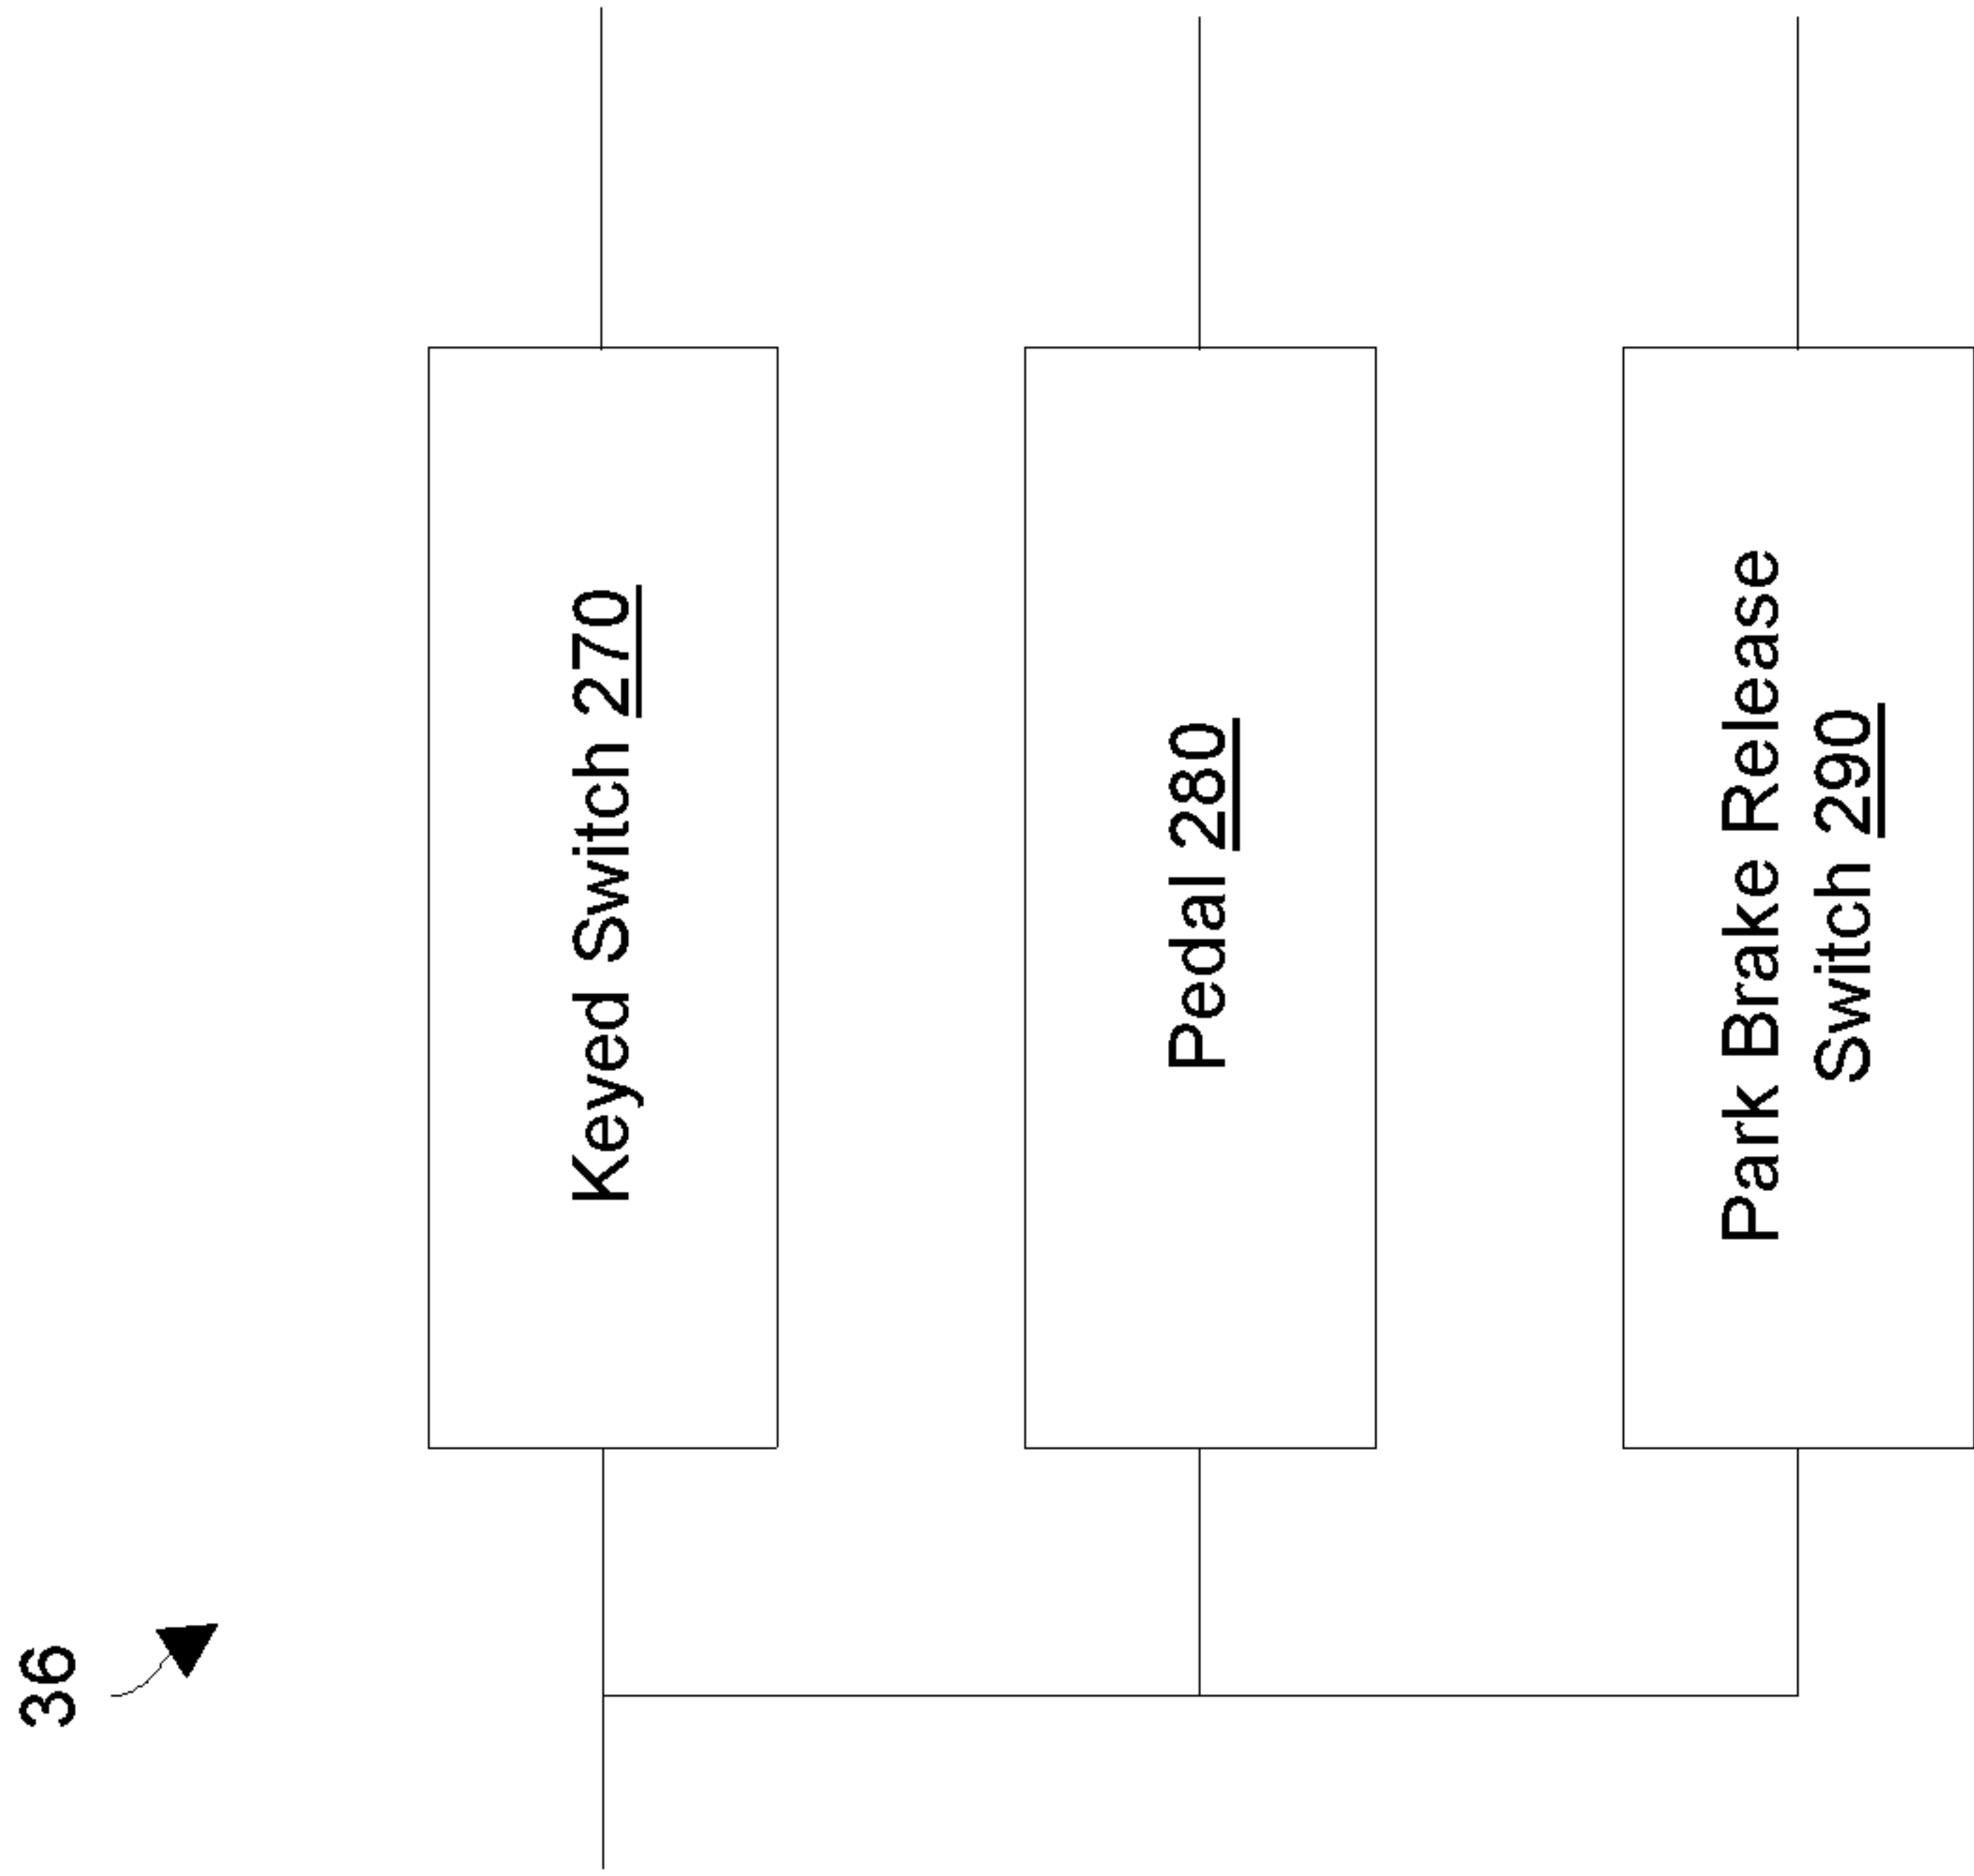 36
Keyed Switch 270
Pedal 280
Park Brake Release
Switch 290